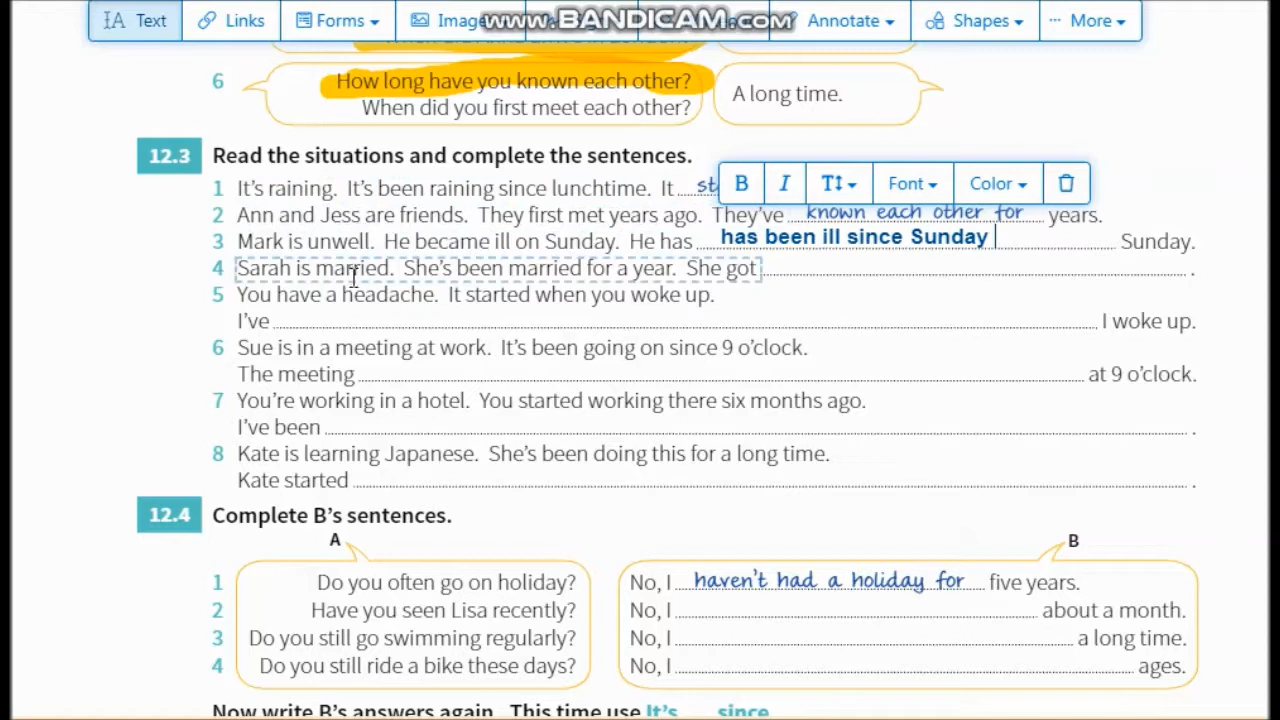 Text Links Forms Imag www.BANDICAM.com Annotate Shapes More
6 How long have you known each other?
When did you first meet each other?
A long time.
12.3 Read the situations and complete the sentences.
1 It's raining. It's been raining since lunchtime. It st
B I T Font Color
2 Ann and Jess are friends. They first met years ago. They've known each other for years.
3 Mark is unwell. He became ill on Sunday. He has has been ill since Sunday Sunday.
4 Sarah is married. She's been married for a year. She got .
5 You have a headache. It started when you woke up.
I've I woke up.
6 Sue is in a meeting at work. It's been going on since 9 o'clock.
The meeting at 9 o'clock.
7 You're working in a hotel. You started working there six months ago.
I've been .
8 Kate is learning Japanese. She's been doing this for a long time.
Kate started .
12.4 Complete B's sentences.
A B
1 Do you often go on holiday? No, I haven't had a holiday for five years.
2 Have you seen Lisa recently? No, I about a month.
3 Do you still go swimming regularly? No, I a long time.
4 Do you still ride a bike these days? No, I ages.
Now write B's answers again. This time use It's ... since